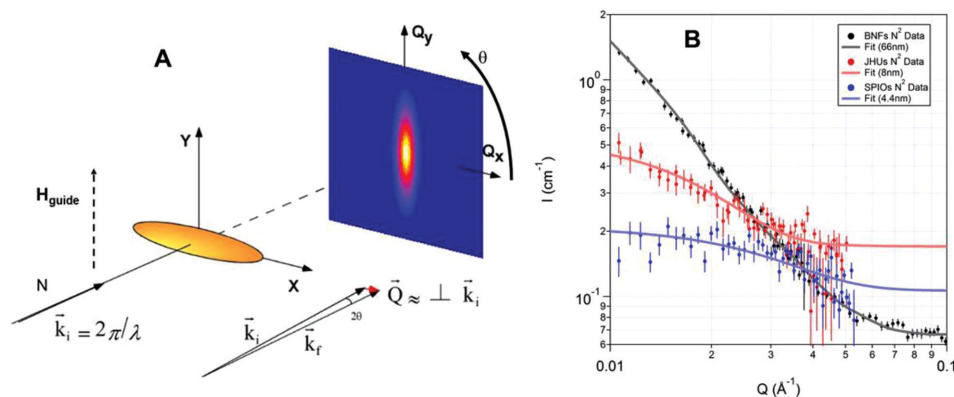 A
Y
X
H guide
N
k⃗i = 2π/λ
k⃗i
k⃗f
2θ
Q⃗ ≈ ⊥ k⃗i
Qy
Qx
θ
B
BNFs N² Data
Fit (66nm)
JHUs N² Data
Fit (8nm)
SPIOs N² Data
Fit (4.4nm)
I (cm⁻¹)
2
10⁰
9
8
7
6
5
4
3
2
10⁻¹
9
8
7
6
0.01
2
3
4
5
6
7
8
9
0.1
Q (Å⁻¹)